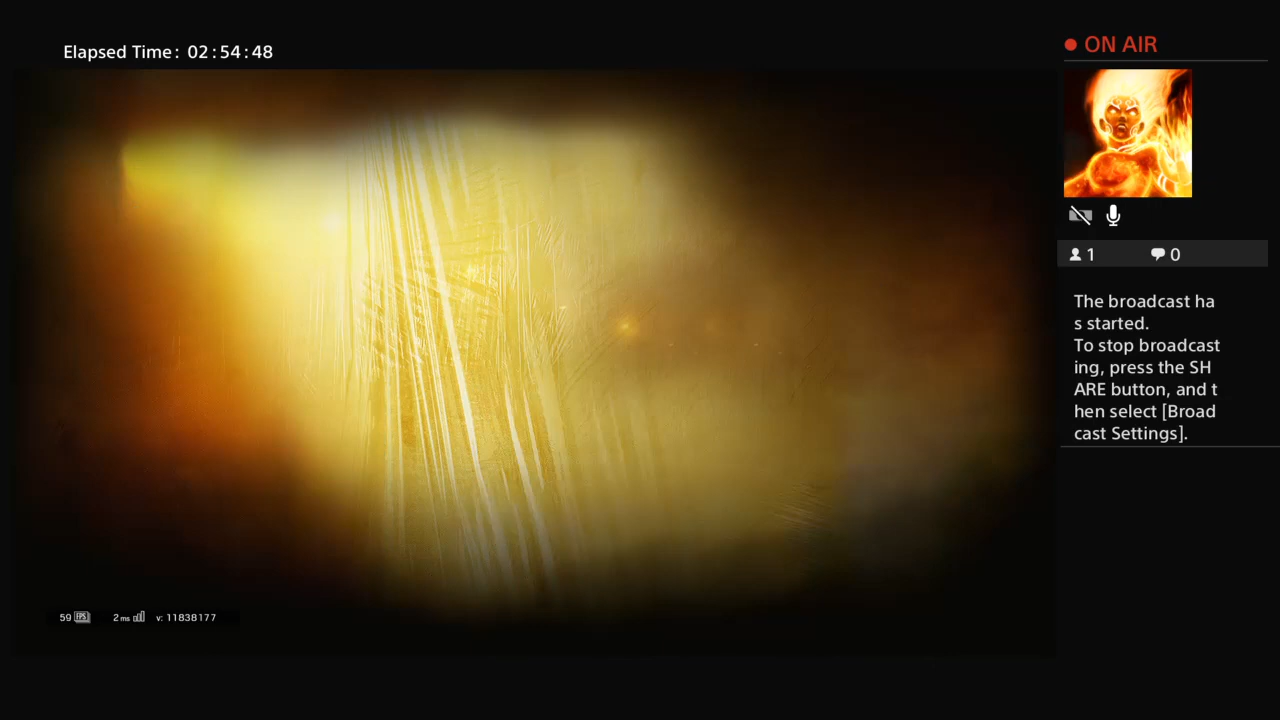 Elapsed Time: 02:54:48
ON AIR
1 0
The broadcast ha
s started.
To stop broadcast
ing, press the SH
ARE button, and t
hen select [Broad
cast Settings].
59 FPS 2 ms v: 11838177